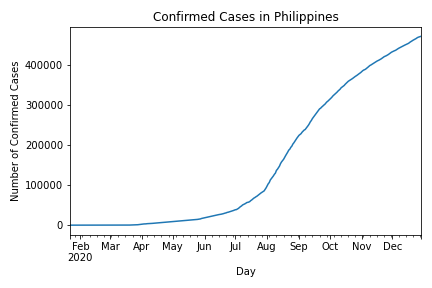 Confirmed Cases in Philippines
Number of Confirmed Cases
400000
300000
200000
100000
0
Feb Mar Apr May Jun Jul Aug Sep Oct Nov Dec
2020
Day